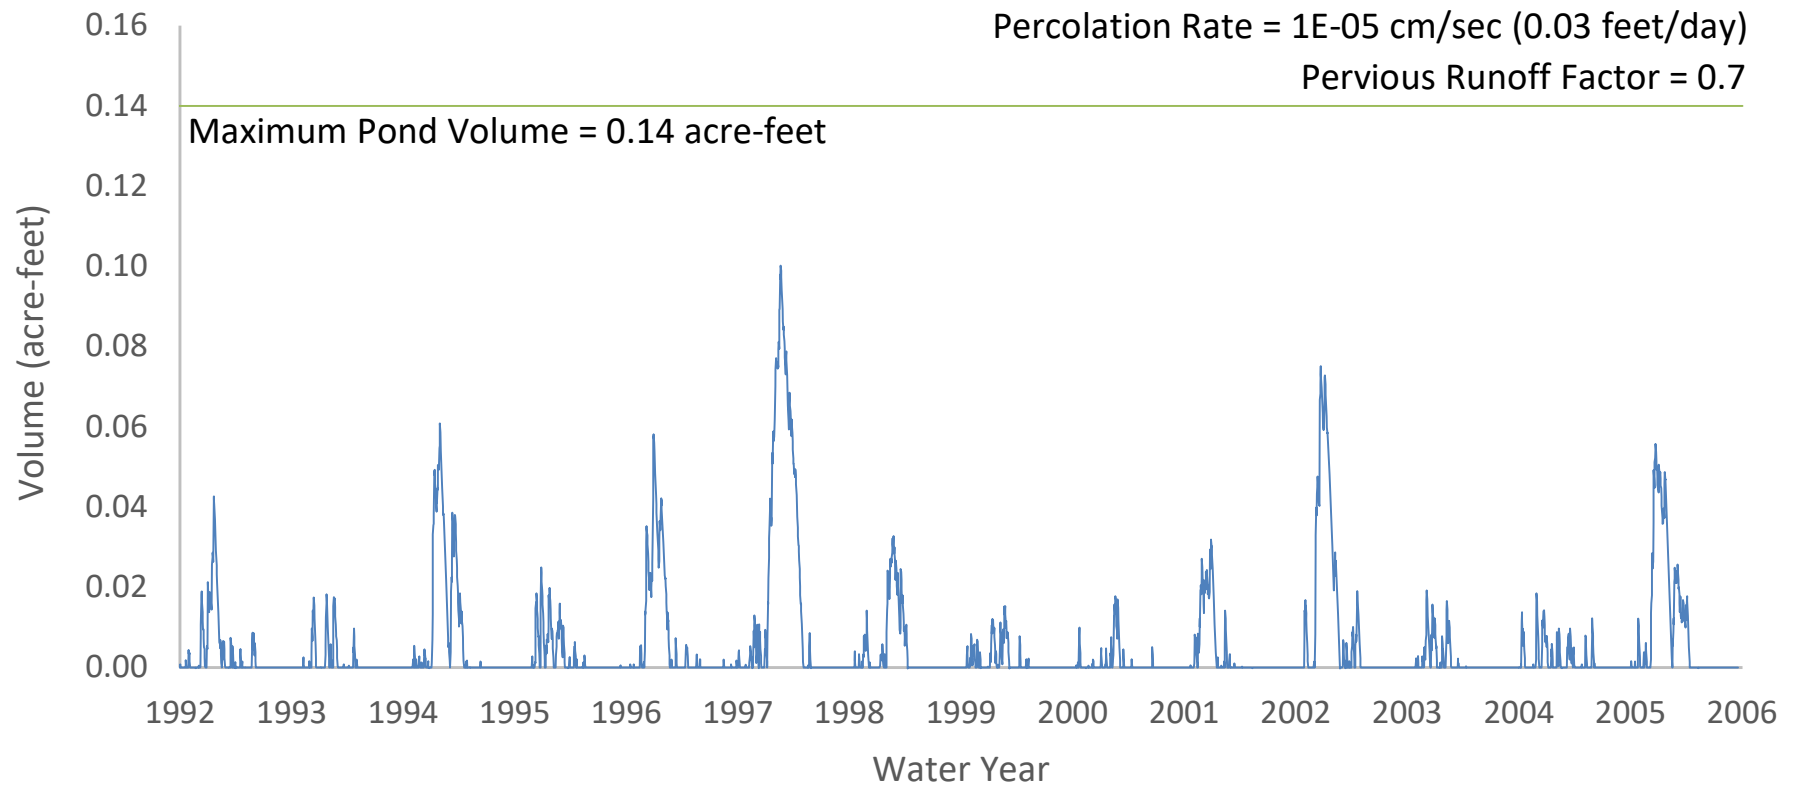 Percolation Rate = 1E-05 cm/sec (0.03 feet/day)
Pervious Runoff Factor = 0.7
Maximum Pond Volume = 0.14 acre-feet
Volume (acre-feet)
0.16
0.14
0.12
0.10
0.08
0.06
0.04
0.02
0.00
1992 1993 1994 1995 1996 1997 1998 1999 2000 2001 2002 2003 2004 2005 2006
Water Year